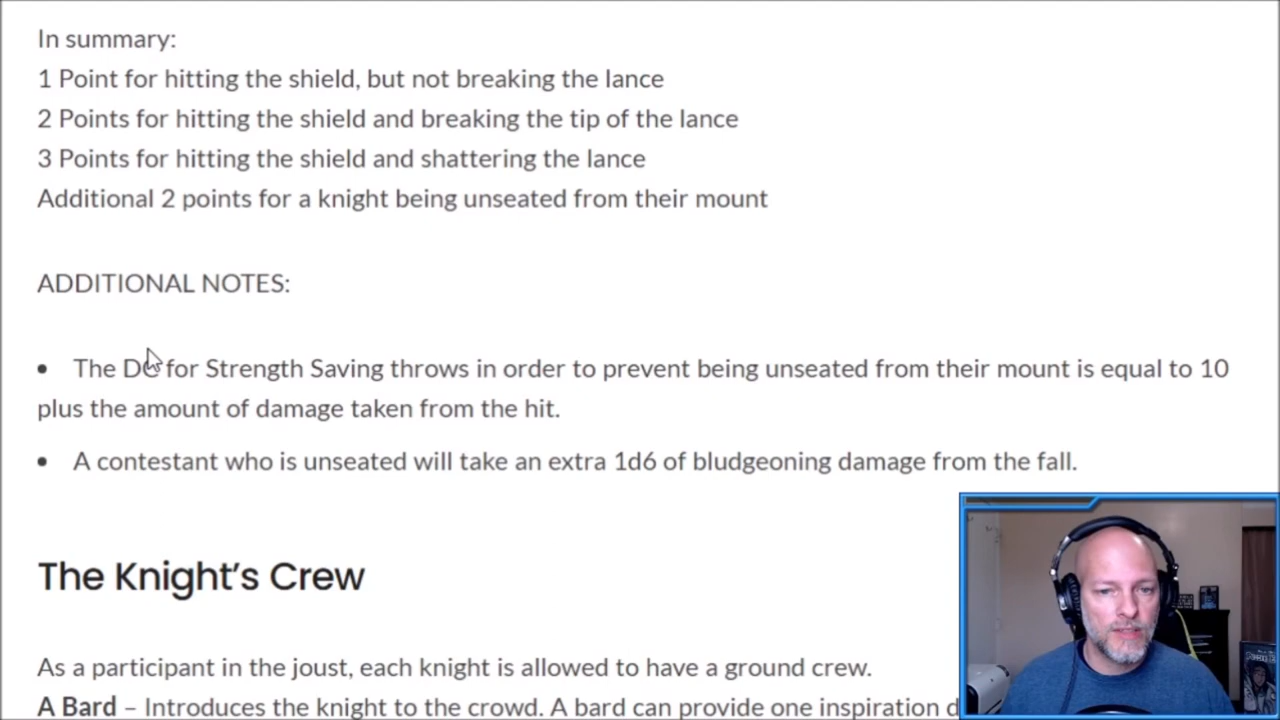 In summary:
1 Point for hitting the shield, but not breaking the lance
2 Points for hitting the shield and breaking the tip of the lance
3 Points for hitting the shield and shattering the lance
Additional 2 points for a knight being unseated from their mount
ADDITIONAL NOTES:
• The DC for Strength Saving throws in order to prevent being unseated from their mount is equal to 10
plus the amount of damage taken from the hit.
• A contestant who is unseated will take an extra 1d6 of bludgeoning damage from the fall.
The Knight's Crew
As a participant in the joust, each knight is allowed to have a ground crew.
A Bard – Introduces the knight to the crowd. A bard can provide one inspiration